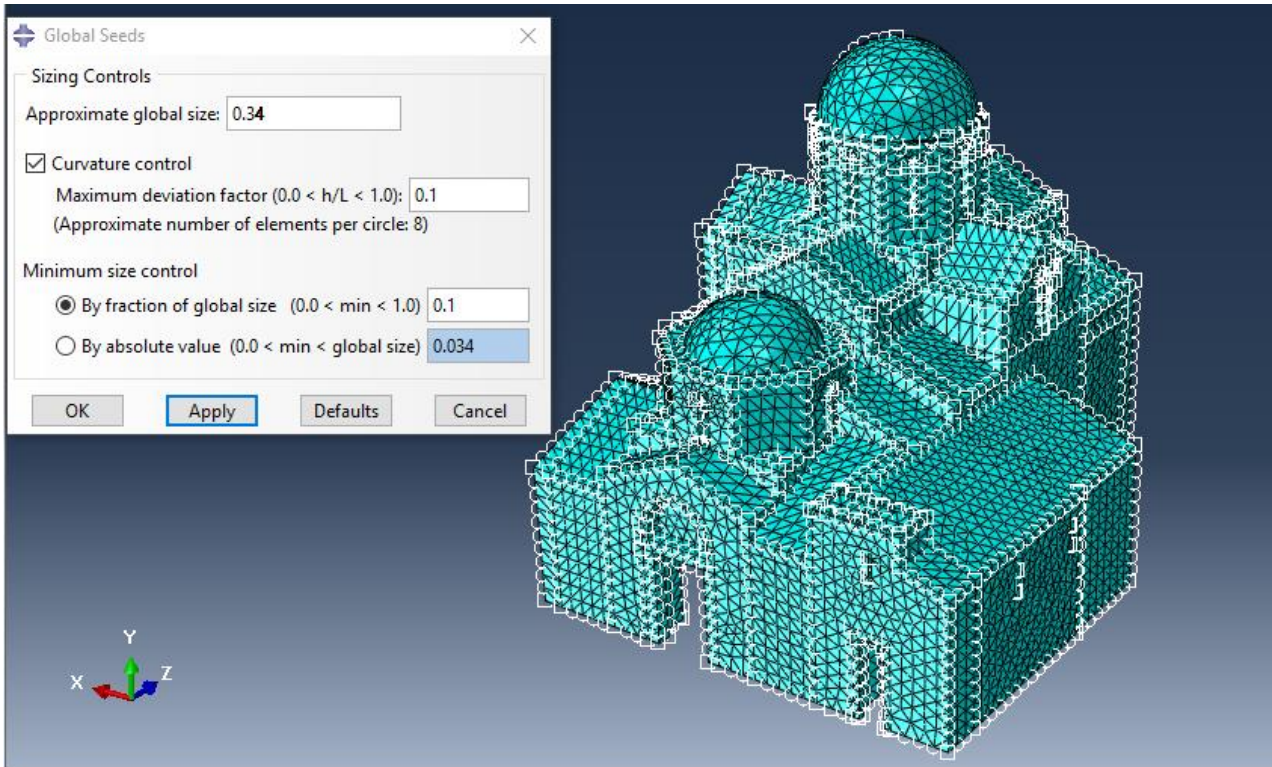 Global Seeds
Sizing Controls
Approximate global size: 0.34
Curvature control
Maximum deviation factor (0.0 < h/L < 1.0): 0.1
(Approximate number of elements per circle: 8)
Minimum size control
By fraction of global size (0.0 < min < 1.0) 0.1
By absolute value (0.0 < min < global size) 0.034
OK Apply Defaults Cancel
Y
X Z